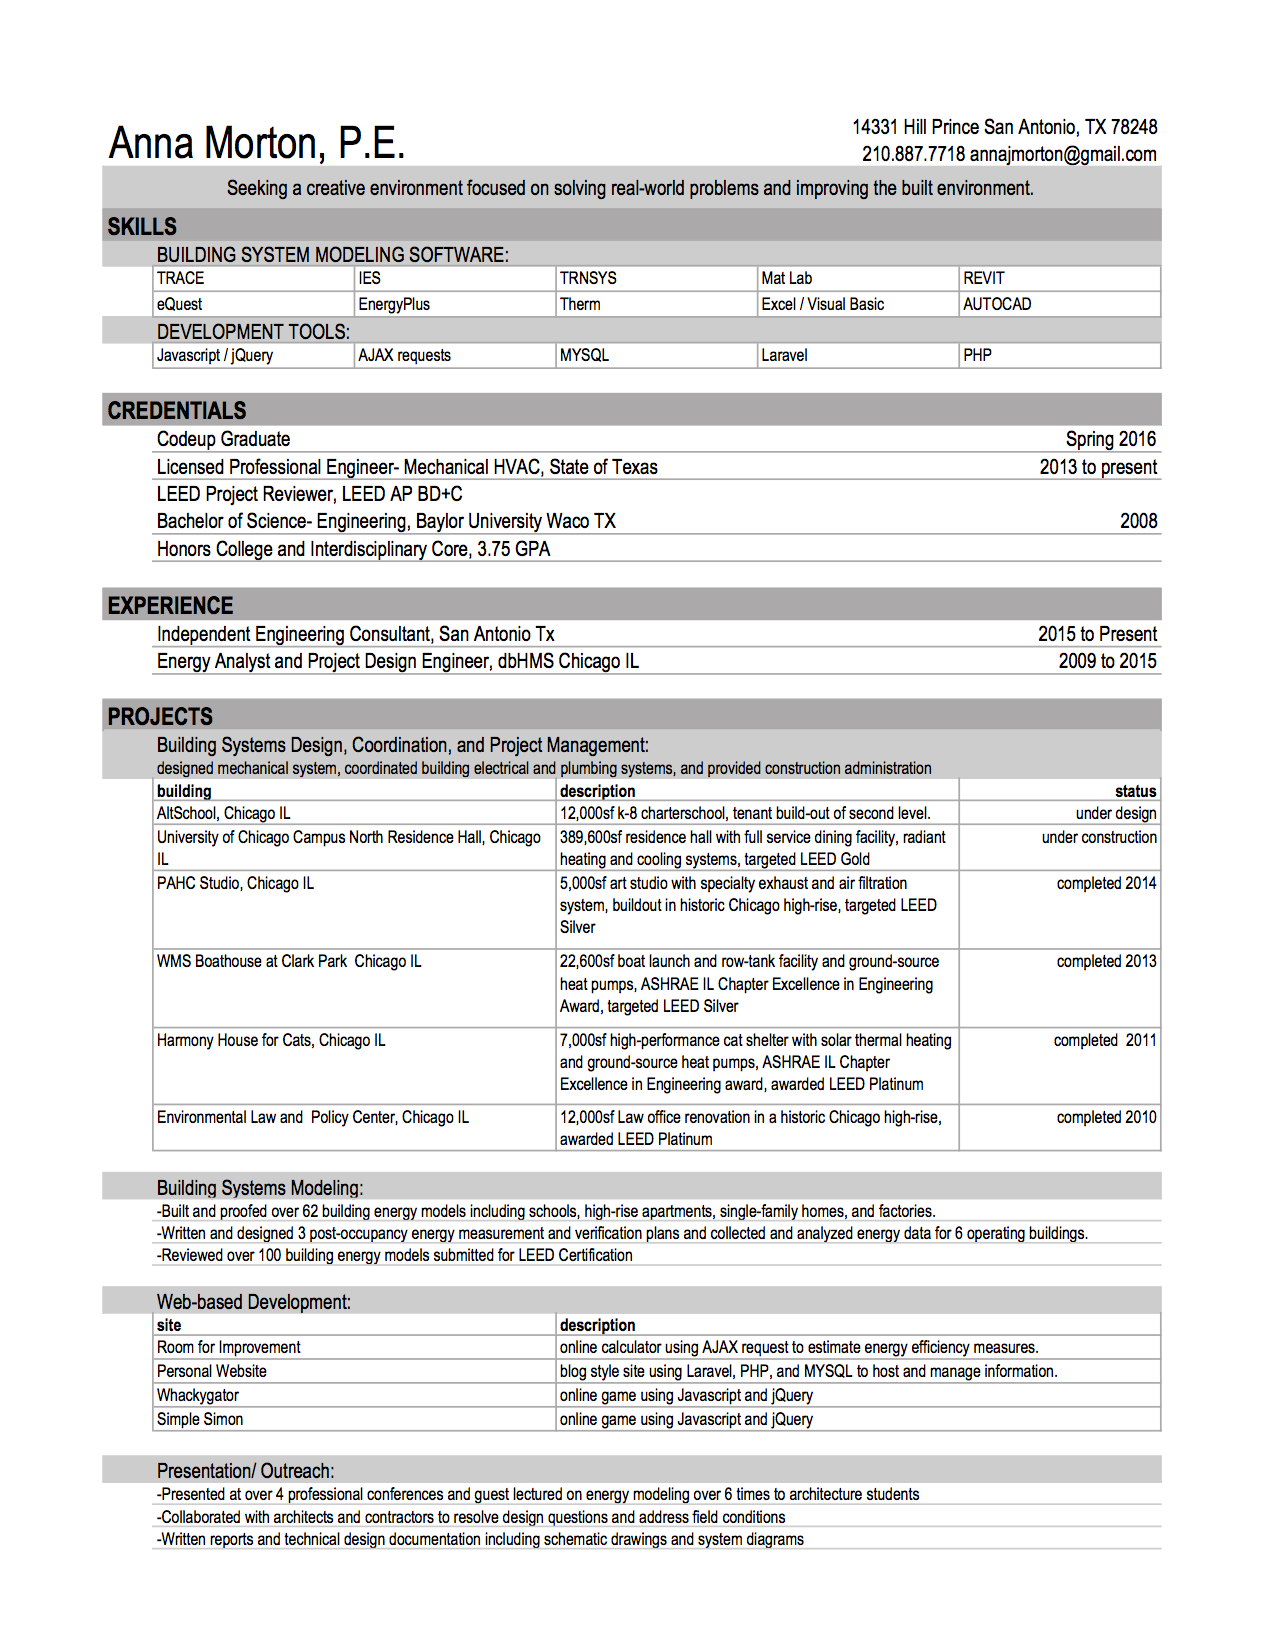 Anna Morton, P.E.
14331 Hill Prince San Antonio, TX 78248
210.887.7718 annajmorton@gmail.com
Seeking a creative environment focused on solving real-world problems and improving the built environment.
SKILLS
BUILDING SYSTEM MODELING SOFTWARE:
TRACE IES TRNSYS Mat Lab REVIT
eQuest EnergyPlus Therm Excel / Visual Basic AUTOCAD
DEVELOPMENT TOOLS:
Javascript / jQuery AJAX requests MYSQL Laravel PHP
CREDENTIALS
Codeup Graduate Spring 2016
Licensed Professional Engineer- Mechanical HVAC, State of Texas 2013 to present
LEED Project Reviewer, LEED AP BD+C
Bachelor of Science- Engineering, Baylor University Waco TX 2008
Honors College and Interdisciplinary Core, 3.75 GPA
EXPERIENCE
Independent Engineering Consultant, San Antonio Tx 2015 to Present
Energy Analyst and Project Design Engineer, dbHMS Chicago IL 2009 to 2015
PROJECTS
Building Systems Design, Coordination, and Project Management:
designed mechanical system, coordinated building electrical and plumbing systems, and provided construction administration
building description status
AltSchool, Chicago IL 12,000sf k-8 charterschool, tenant build-out of second level. under design
University of Chicago Campus North Residence Hall, Chicago
IL
389,600sf residence hall with full service dining facility, radiant
heating and cooling systems, targeted LEED Gold
under construction
PAHC Studio, Chicago IL
5,000sf art studio with specialty exhaust and air filtration
system, buildout in historic Chicago high-rise, targeted LEED
Silver
completed 2014
WMS Boathouse at Clark Park  Chicago IL
22,600sf boat launch and row-tank facility and ground-source
heat pumps, ASHRAE IL Chapter Excellence in Engineering
Award, targeted LEED Silver
completed 2013
Harmony House for Cats, Chicago IL
7,000sf high-performance cat shelter with solar thermal heating
and ground-source heat pumps, ASHRAE IL Chapter
Excellence in Engineering award, awarded LEED Platinum
completed  2011
Environmental Law and  Policy Center, Chicago IL
12,000sf Law office renovation in a historic Chicago high-rise,
awarded LEED Platinum
completed 2010
Building Systems Modeling:
-Built and proofed over 62 building energy models including schools, high-rise apartments, single-family homes, and factories.
-Written and designed 3 post-occupancy energy measurement and verification plans and collected and analyzed energy data for 6 operating buildings.
-Reviewed over 100 building energy models submitted for LEED Certification
Web-based Development:
site description
Room for Improvement online calculator using AJAX request to estimate energy efficiency measures.
Personal Website blog style site using Laravel, PHP, and MYSQL to host and manage information.
Whackygator online game using Javascript and jQuery
Simple Simon online game using Javascript and jQuery
Presentation/ Outreach:
-Presented at over 4 professional conferences and guest lectured on energy modeling over 6 times to architecture students
-Collaborated with architects and contractors to resolve design questions and address field conditions
-Written reports and technical design documentation including schematic drawings and system diagrams